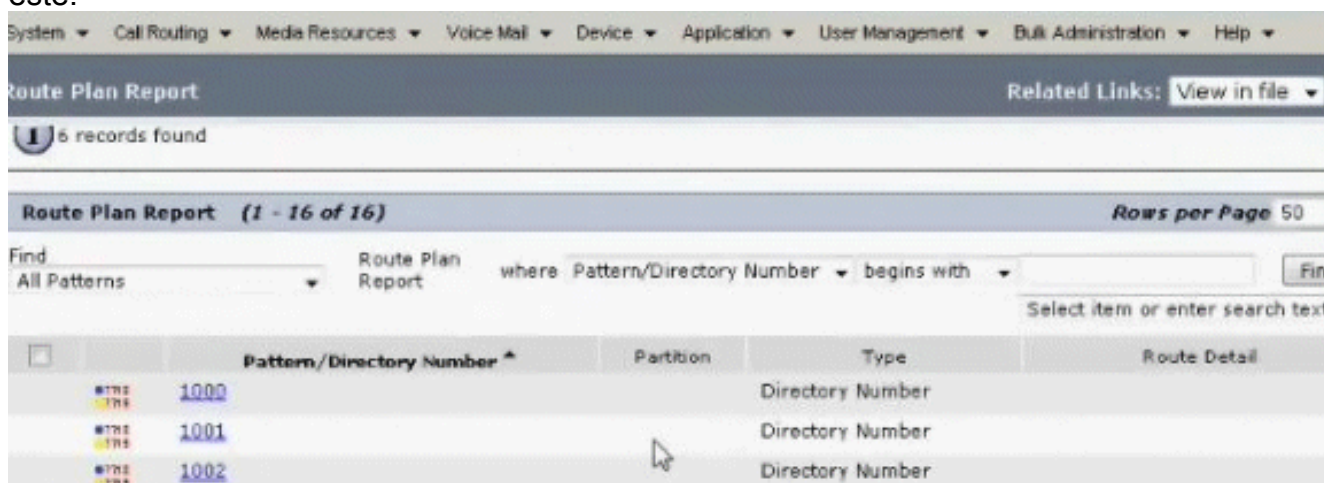 este:
System Call Routing Media Resources Voice Mail Device Application User Management Bulk Administration Help
Route Plan Report Related Links: View in file
6 records found
Route Plan Report (1 - 16 of 16) Rows per Page 50
Find All Patterns Route Plan Report where Pattern/Directory Number begins with Fin
Select item or enter search text
Pattern/Directory Number Partition Type Route Detail
1000 Directory Number
1001 Directory Number
1002 Directory Number